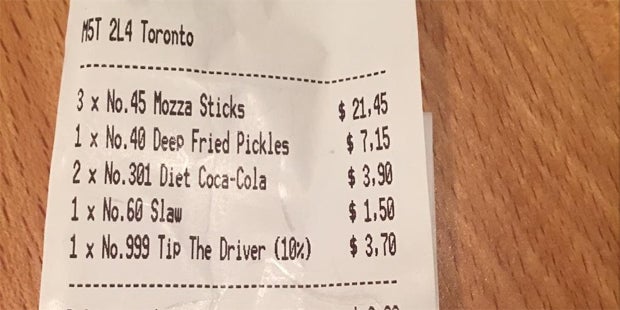 M5T 2L4 Toronto
3 x No.45 Mozza Sticks $ 21,45
1 x No.40 Deep Fried Pickles $ 7,15
2 x No.301 Diet Coca-Cola $ 3,90
1 x No.60 Slaw $ 1,50
1 x No.999 Tip The Driver (10%) $ 3,70